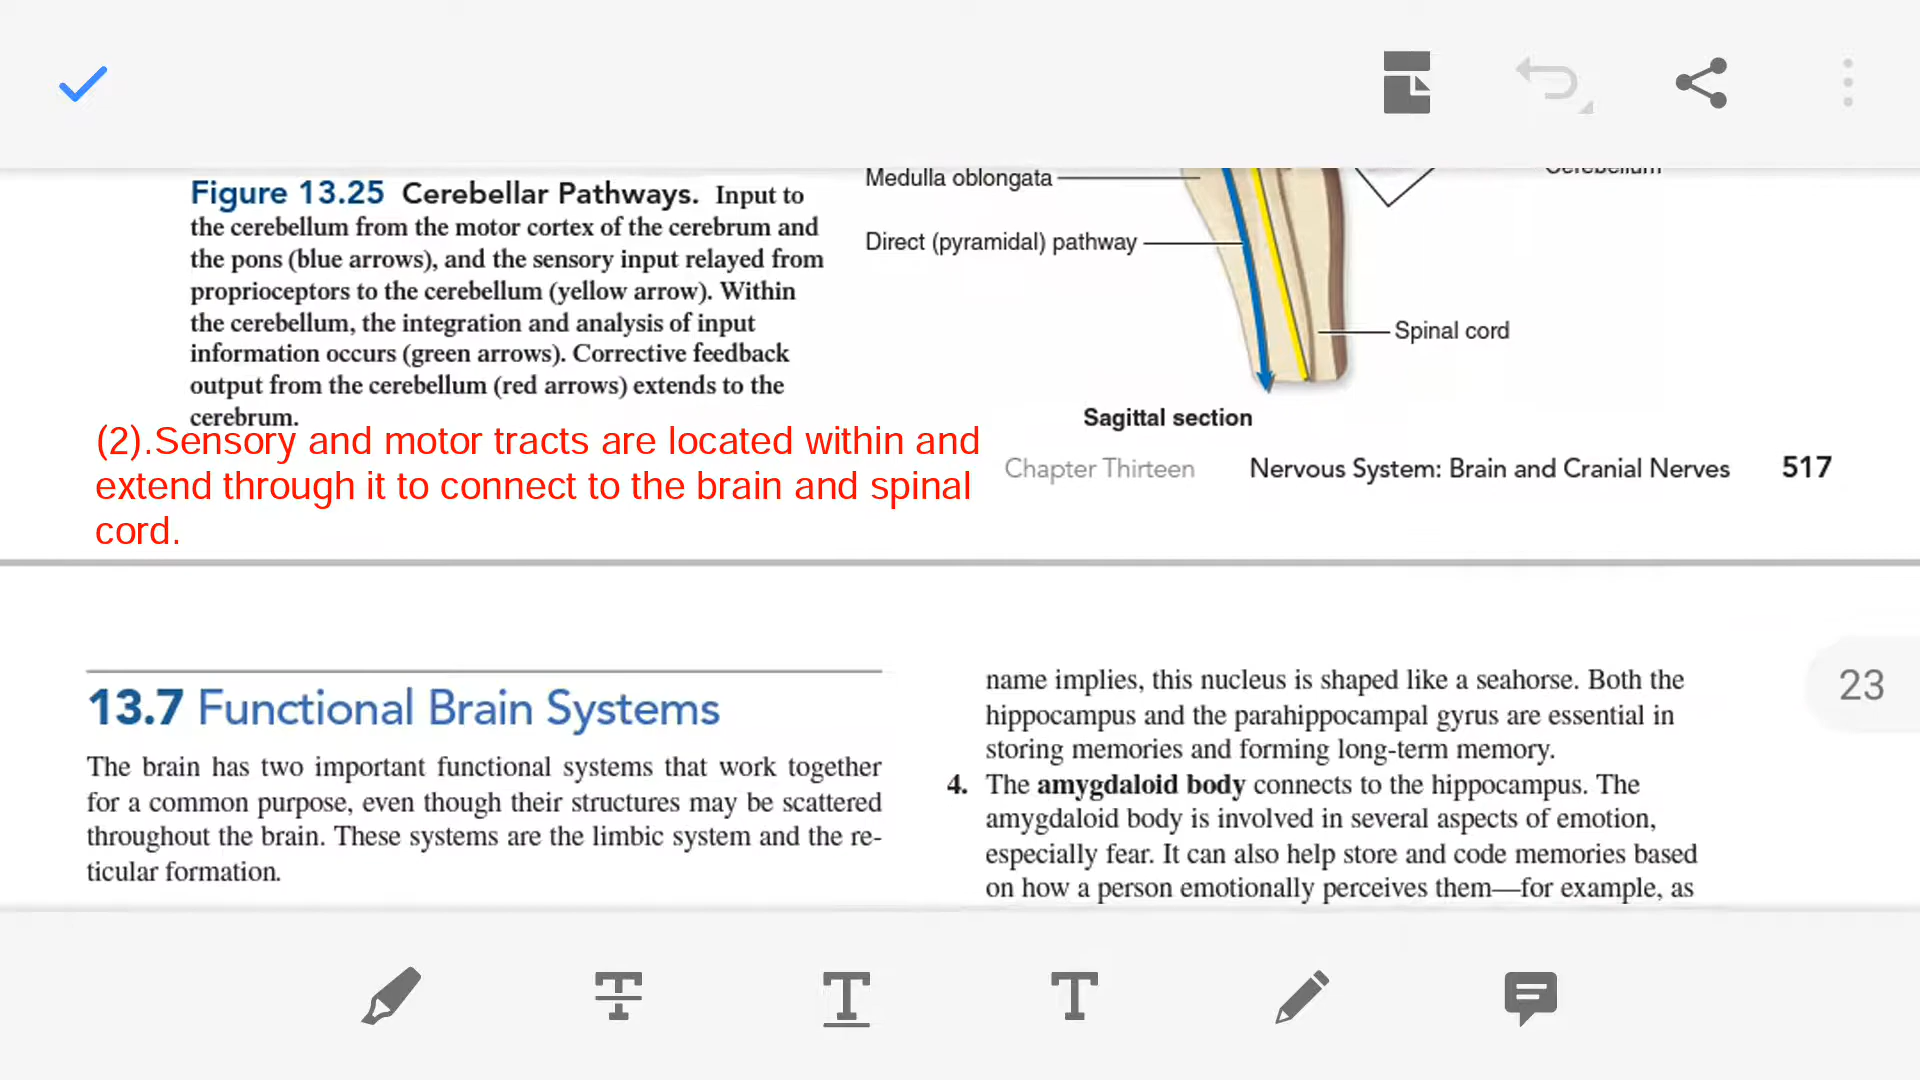 Figure 13.25 Cerebellar Pathways. Input to
the cerebellum from the motor cortex of the cerebrum and
the pons (blue arrows), and the sensory input relayed from
proprioceptors to the cerebellum (yellow arrow). Within
the cerebellum, the integration and analysis of input
information occurs (green arrows). Corrective feedback
output from the cerebellum (red arrows) extends to the
cerebrum.
Medulla oblongata
Cerebellum
Direct (pyramidal) pathway
Spinal cord
Sagittal section
(2).Sensory and motor tracts are located within and
extend through it to connect to the brain and spinal
cord.
Chapter Thirteen Nervous System: Brain and Cranial Nerves 517
13.7 Functional Brain Systems
The brain has two important functional systems that work together
for a common purpose, even though their structures may be scattered
throughout the brain. These systems are the limbic system and the re-
ticular formation.
name implies, this nucleus is shaped like a seahorse. Both the
hippocampus and the parahippocampal gyrus are essential in
storing memories and forming long-term memory.
4. The amygdaloid body connects to the hippocampus. The
amygdaloid body is involved in several aspects of emotion,
especially fear. It can also help store and code memories based
on how a person emotionally perceives them—for example, as
23